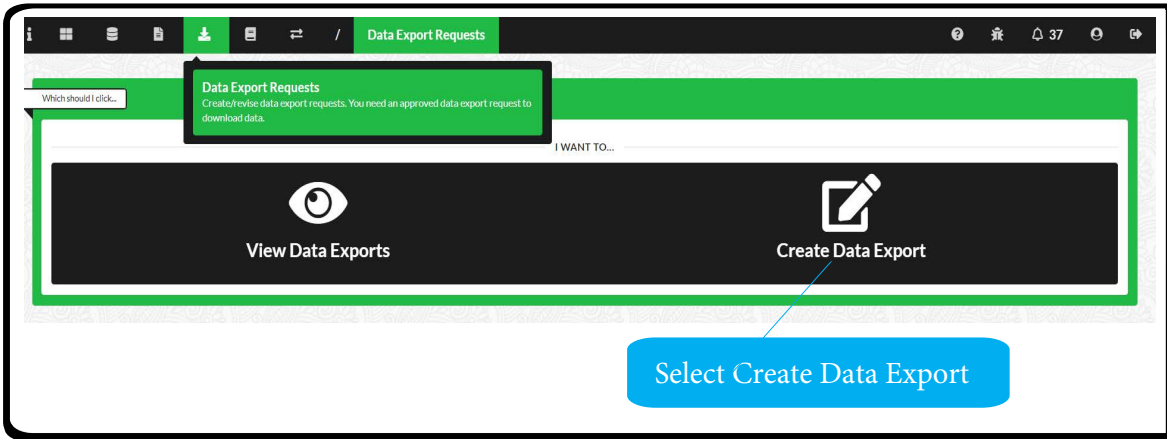 / Data Export Requests
37
Data Export Requests
Create/revise data export requests. You need an approved data export request to
download data.
Which should I click...
I WANT TO...
View Data Exports
Create Data Export
Select Create Data Export